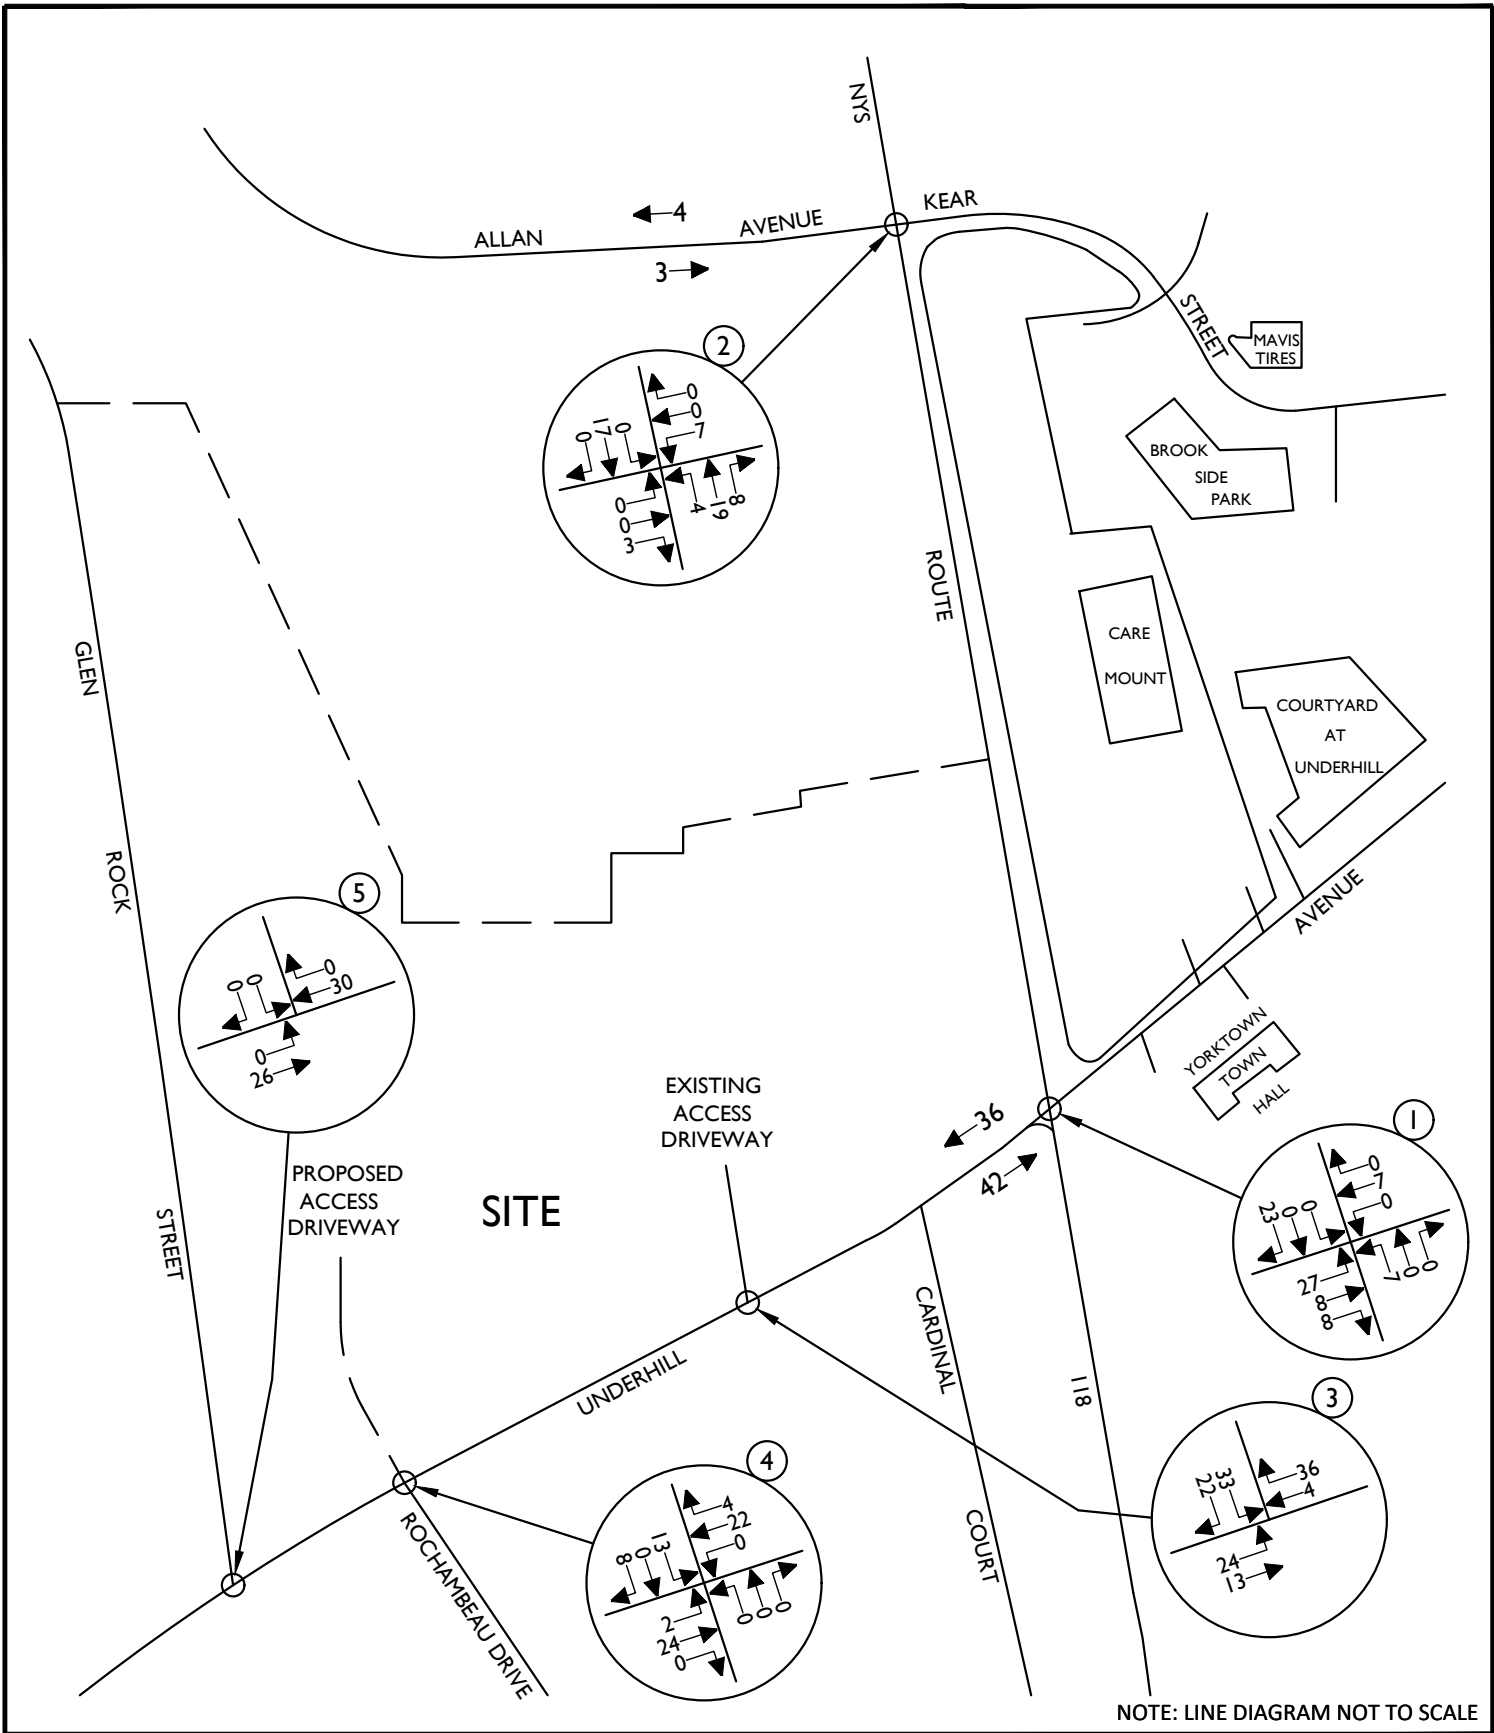 NYS
KEAR
4
AVENUE
ALLAN
3
STREET
MAVIS
TIRES
2
0
0
7
0
17
0
0
0
3
4
19
8
BROOK
SIDE
PARK
ROUTE
CARE
MOUNT
GLEN
COURTYARD
AT
UNDERHILL
ROCK
AVENUE
5
0
30
0
0
0
26
YORKTOWN
TOWN
HALL
EXISTING
ACCESS
DRIVEWAY
36
42
1
0
7
0
23
0
0
27
8
8
7
0
0
PROPOSED
ACCESS
DRIVEWAY
SITE
STREET
CARDINAL
COURT
UNDERHILL
118
3
36
4
22
33
24
13
4
4
22
0
8
0
13
2
24
0
0
0
0
ROCHAMBEAU DRIVE
NOTE: LINE DIAGRAM NOT TO SCALE